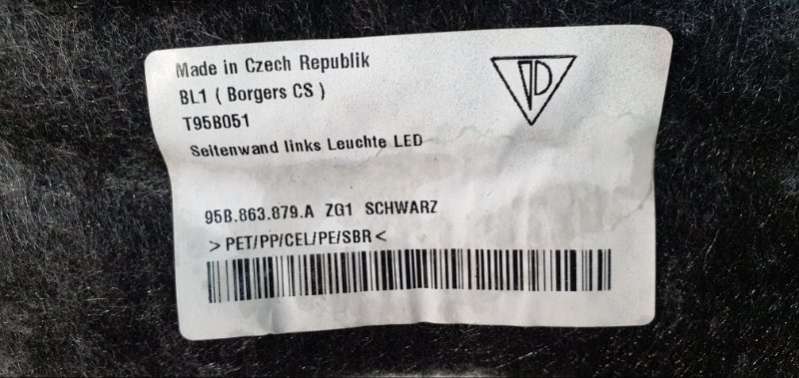 Made in Czech Republik
BL1 ( Borgers CS )
T95B051
Seitenwand links Leuchte LED
95B.863.879.A ZG1 SCHWARZ
> PET/PP/CEL/PE/SBR <